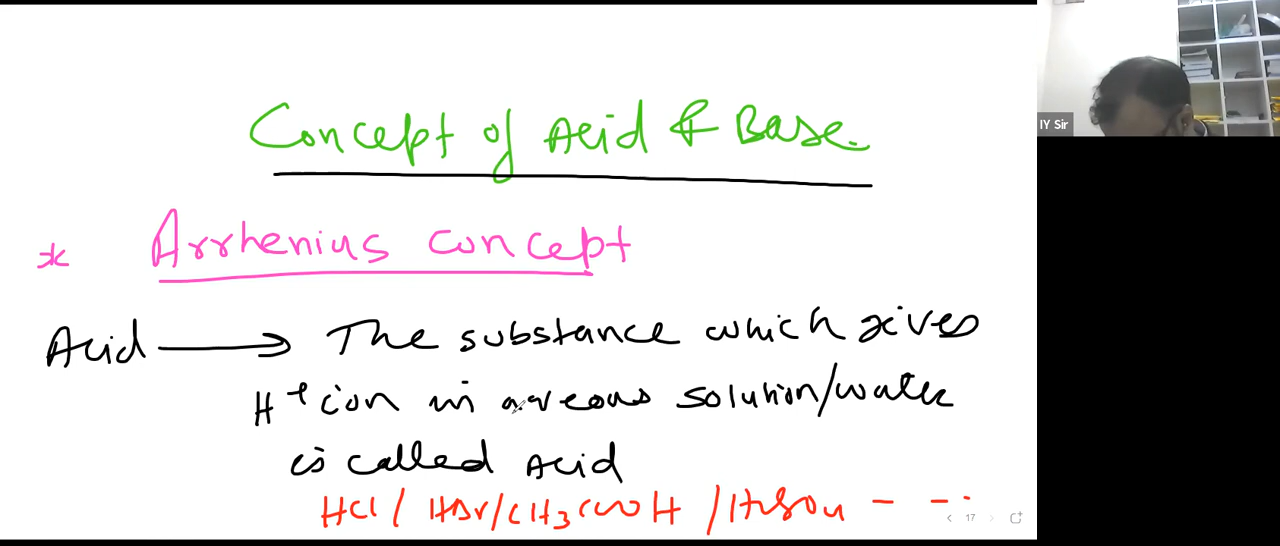 Concept of Acid & Base.
IY Sir
* Arrhenius concept
Acid → The substance which gives
H+ ion in aqueous solution/water
is called Acid
HCl / HBr/CH3COOH / H2SO4 - - .
17